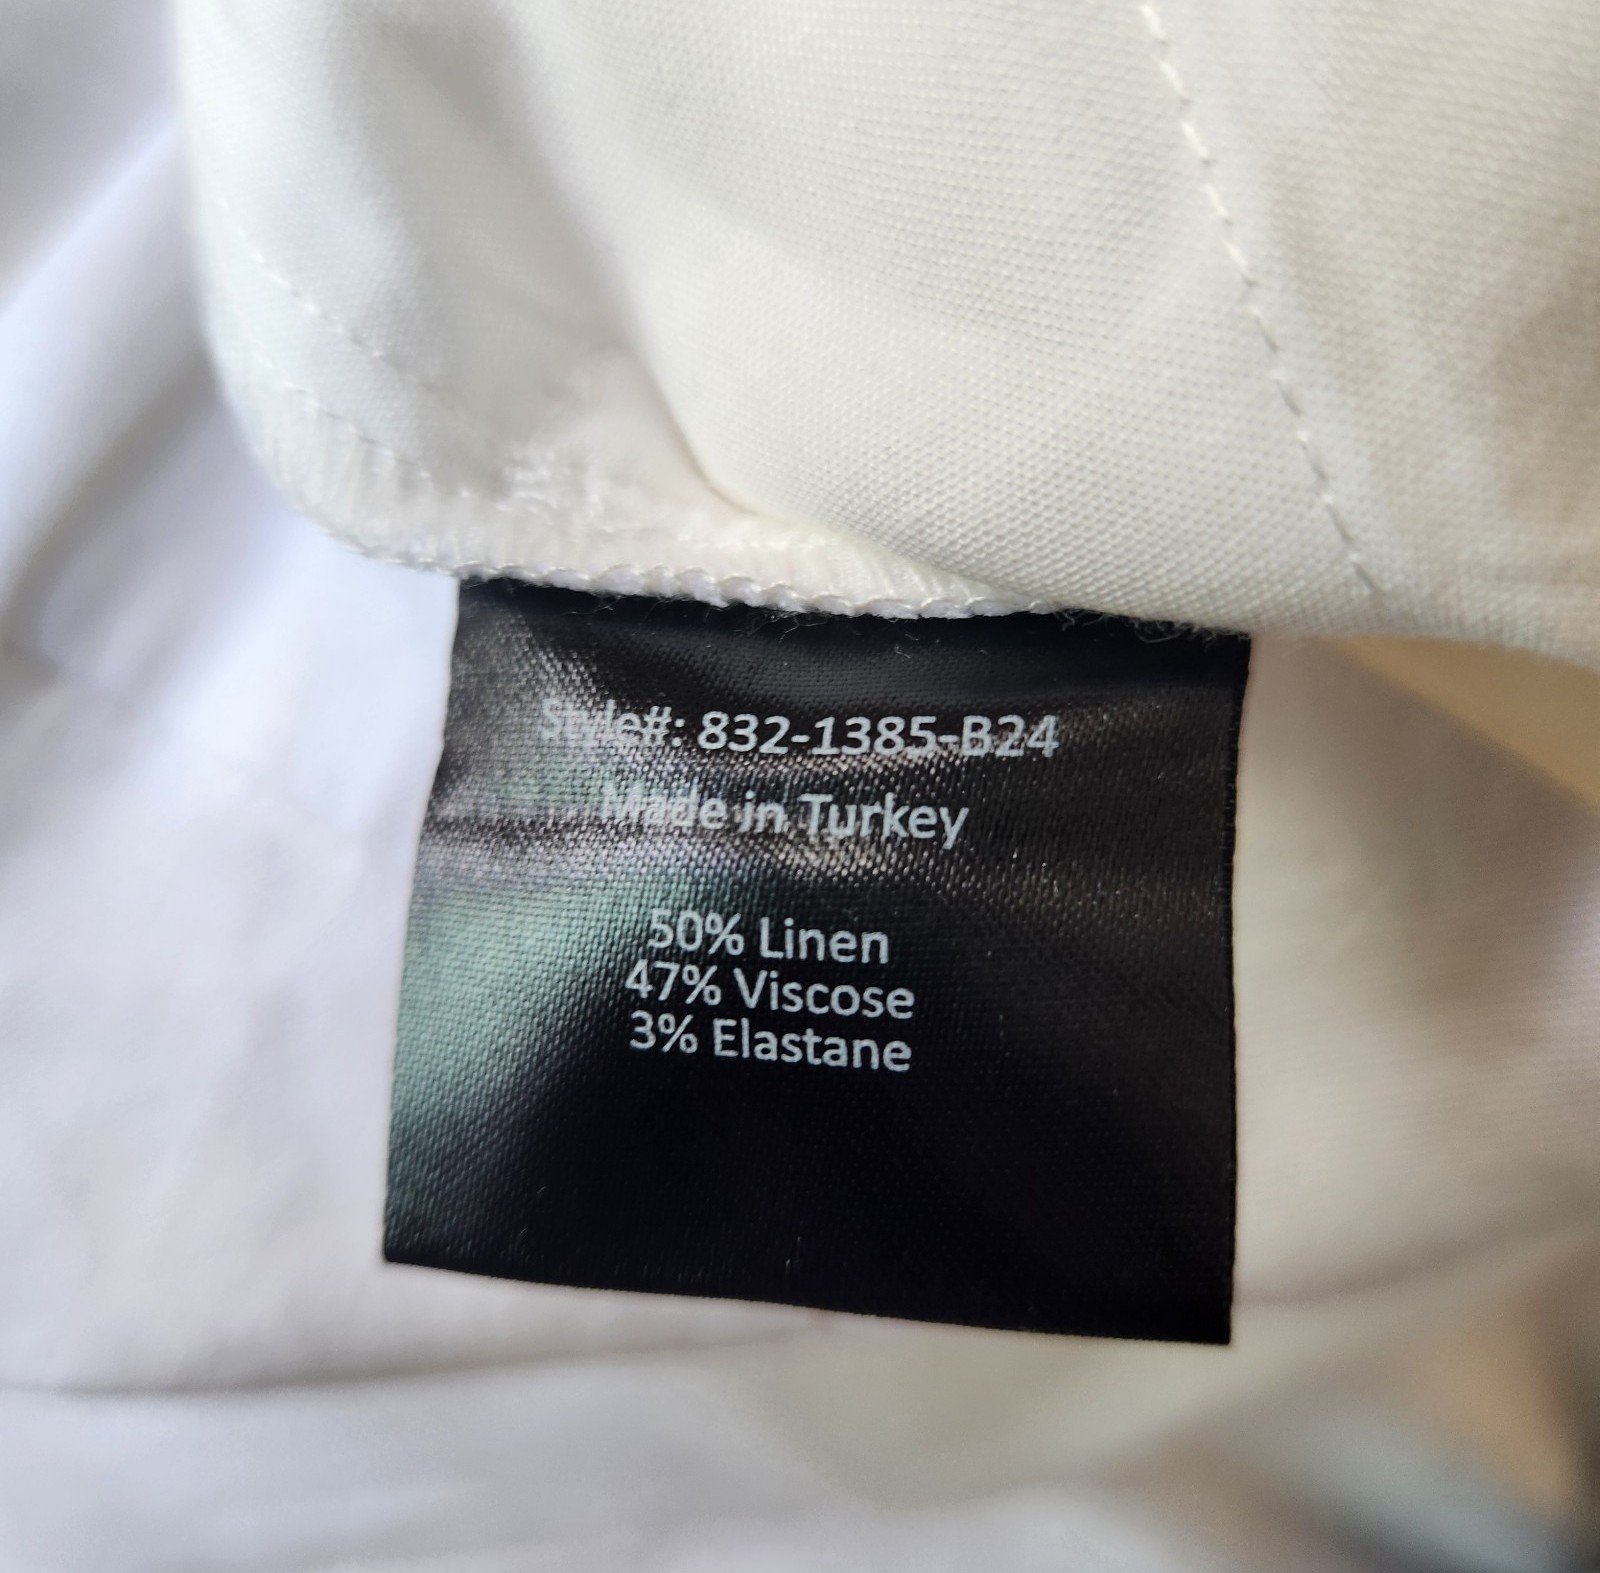 Style#: 832-1385-B24
Made in Turkey
50% Linen
47% Viscose
3% Elastane